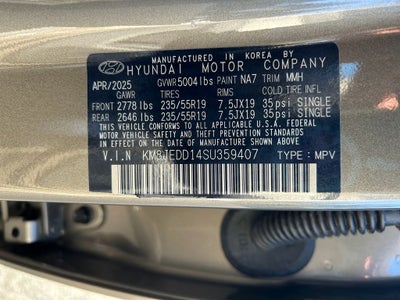 MANUFACTURED IN KOREA BY
HYUNDAI MOTOR COMPANY
APR/2025 GVWR 5004 lbs PAINT NA7 TRIM MMH
GAWR TIRES RIMS COLD TIRE INFL
FRONT 2778 lbs 235/55R19 7.5JX19 35psi SINGLE
REAR 2646 lbs 235/55R19 7.5JX19 35psi SINGLE
THIS VEHICLE CONFORMS TO ALL APPLICABLE U.S.A. FEDERAL
MOTOR VEHICLE SAFETY, BUMPER, AND THEFT PREVENTION
STANDARDS IN EFFECT ON THE DATE OF MANUFACTURE SHOWN ABOVE
V.I.N KM8JEDD14SU359407 TYPE : MPV